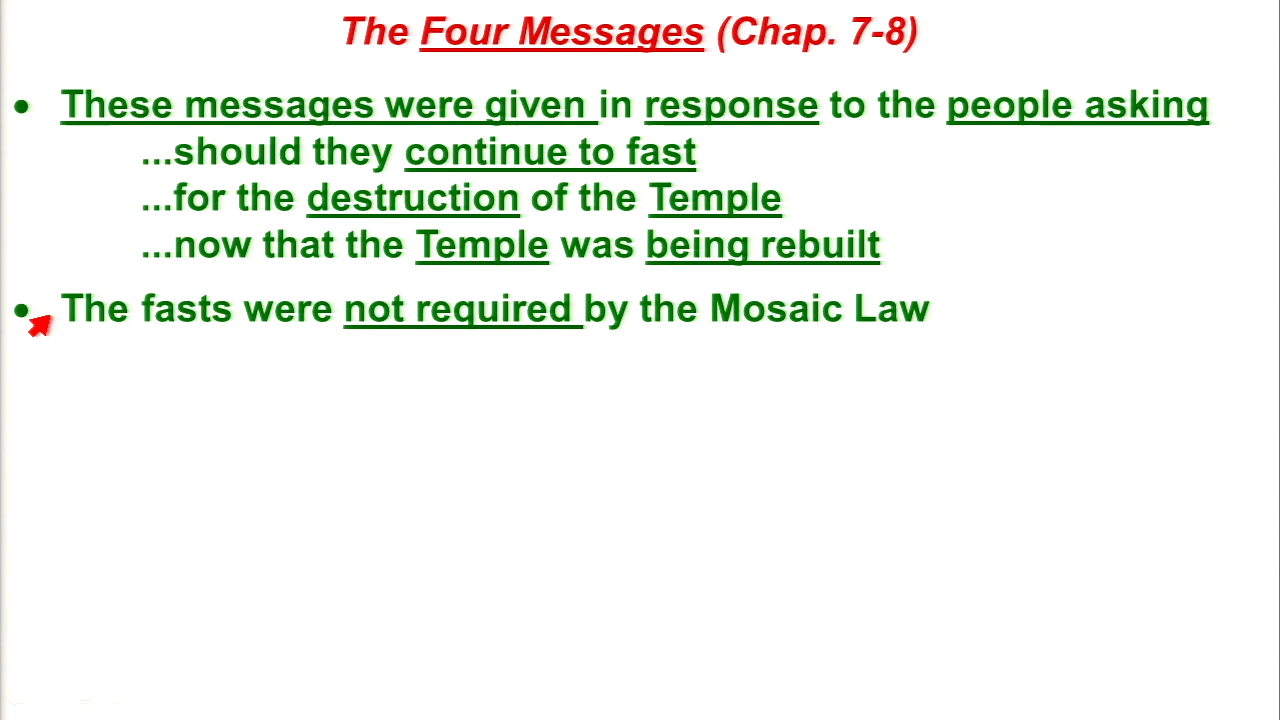 The Four Messages (Chap. 7-8)
• These messages were given in response to the people asking
...should they continue to fast
...for the destruction of the Temple
...now that the Temple was being rebuilt
• The fasts were not required by the Mosaic Law